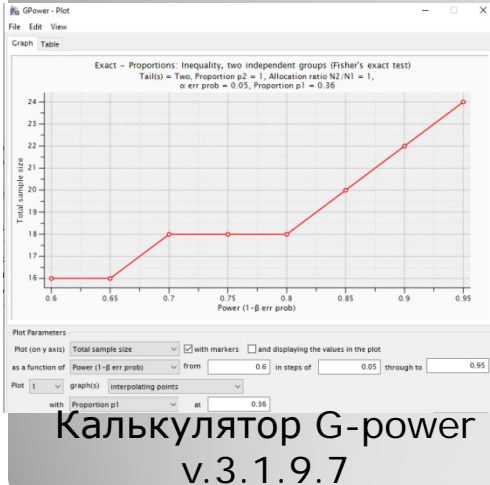 GPower - Plot
File Edit View
Graph Table
Exact – Proportions: Inequality, two independent groups (Fisher's exact test)
Tail(s) = Two, Proportion p2 = 1, Allocation ratio N2/N1 = 1,
α err prob = 0.05, Proportion p1 = 0.36
24
23
22
21
20
19
18
17
16
Total sample size
0.6 0.65 0.7 0.75 0.8 0.85 0.9 0.95
Power (1-β err prob)
Plot Parameters
Plot (on y axis) Total sample size with markers and displaying the values in the plot
as a function of Power (1-β err prob) from 0.6 in steps of 0.05 through to 0.95
Plot 1 graph(s) interpolating points
with Proportion p1 at 0.36
Калькулятор G-power
v.3.1.9.7